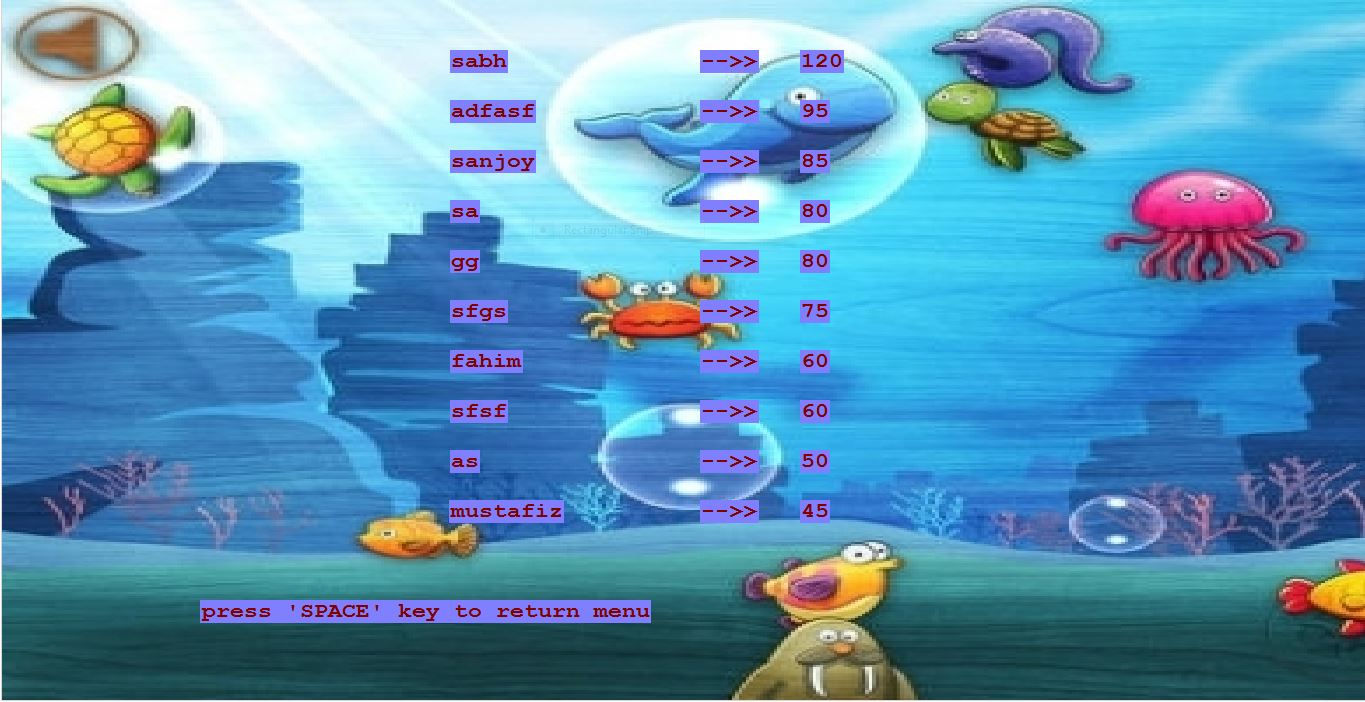 sabh -->> 120
adfasf -->> 95
sanjoy -->> 85
sa -->> 80
gg -->> 80
sfgs -->> 75
fahim -->> 60
sfsf -->> 60
as -->> 50
mustafiz -->> 45
press 'SPACE' key to return menu